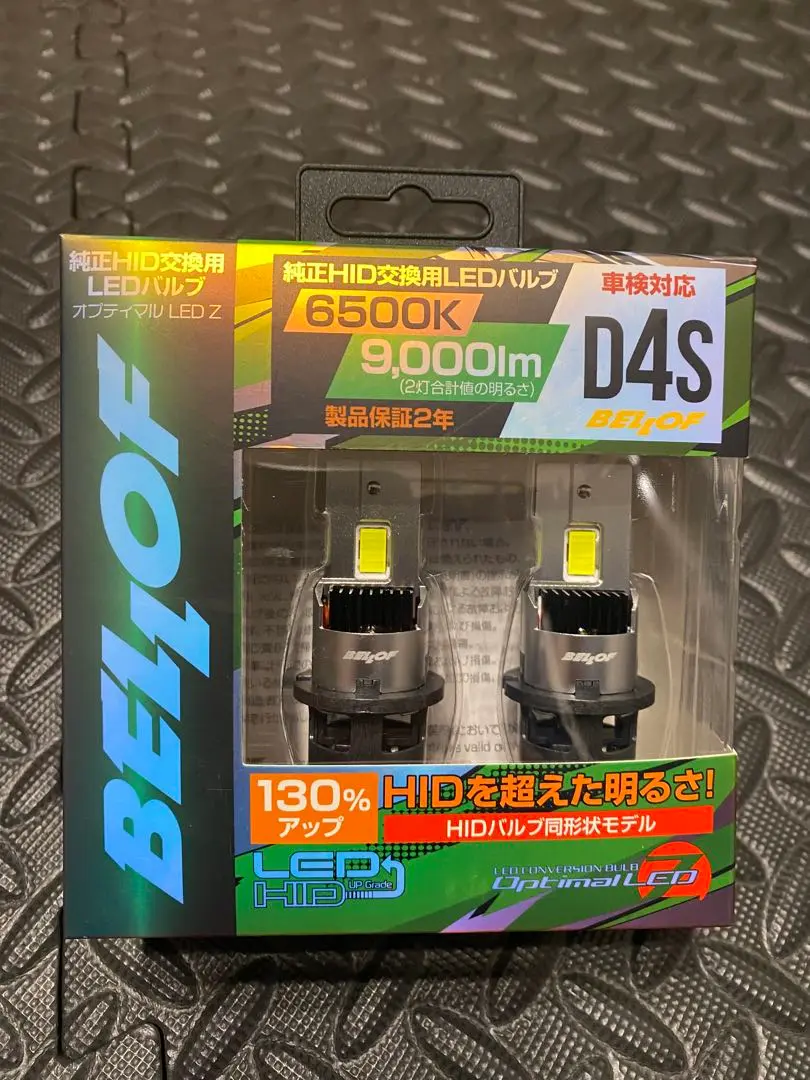 純正HID交換用
LEDバルブ
オプティマル LED Z
BELLOF
純正HID交換用LEDバルブ
6500K
9,000lm
(2灯合計値の明るさ)
製品保証2年
車検対応
D4S
BELLOF
BELLOF
BELLOF
130%
アップ
HIDを超えた明るさ!
HIDバルブ同形状モデル
LED
HID UP Grade
LED CONVERSION BULB
Optimal LED Z